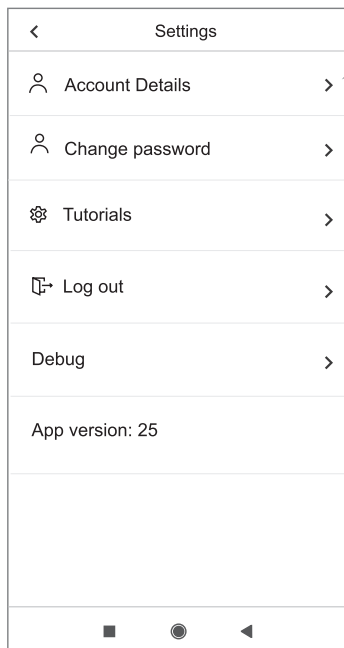 Settings
Account Details
Change password
Tutorials
Log out
Debug
App version: 25